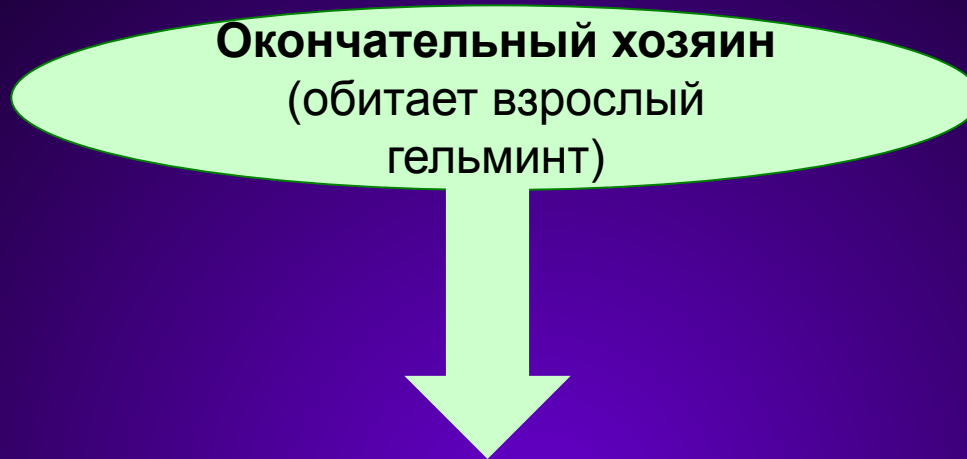 Окончательный хозяин
(обитает взрослый
гельминт)